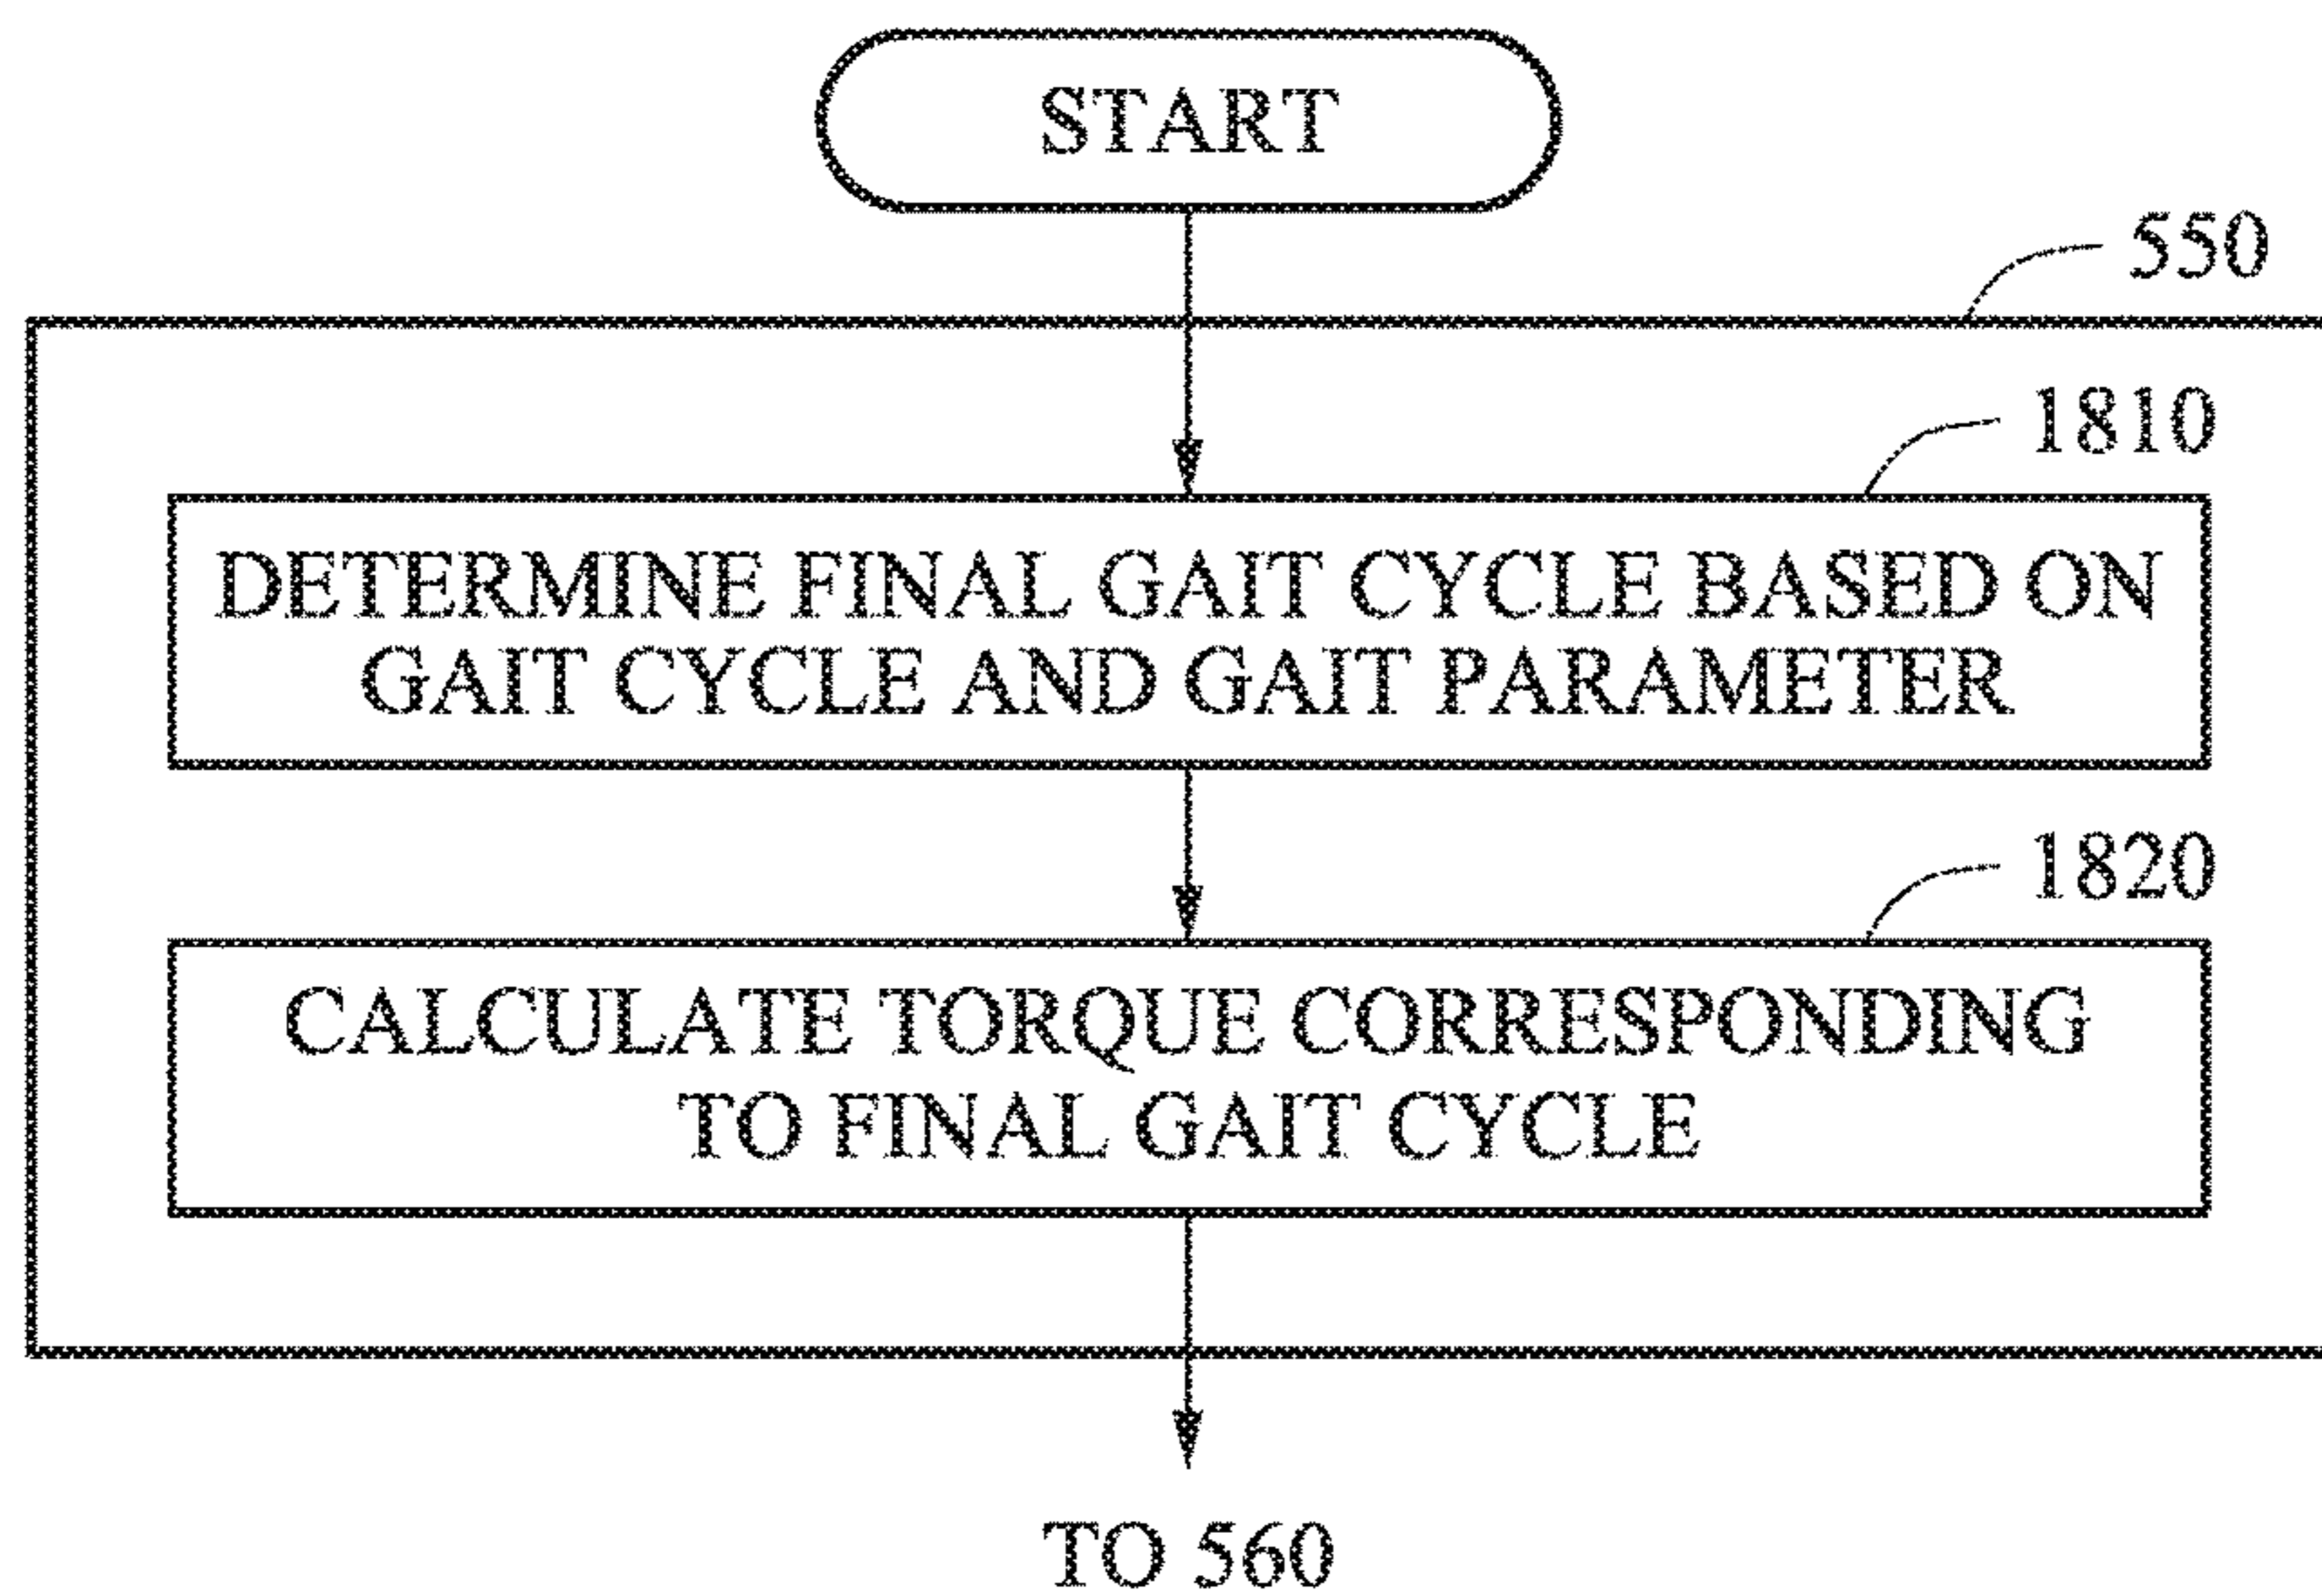 START
550
1810
DETERMINE FINAL GAIT CYCLE BASED ON
GAIT CYCLE AND GAIT PARAMETER
1820
CALCULATE TORQUE CORRESPONDING
TO FINAL GAIT CYCLE
TO 560